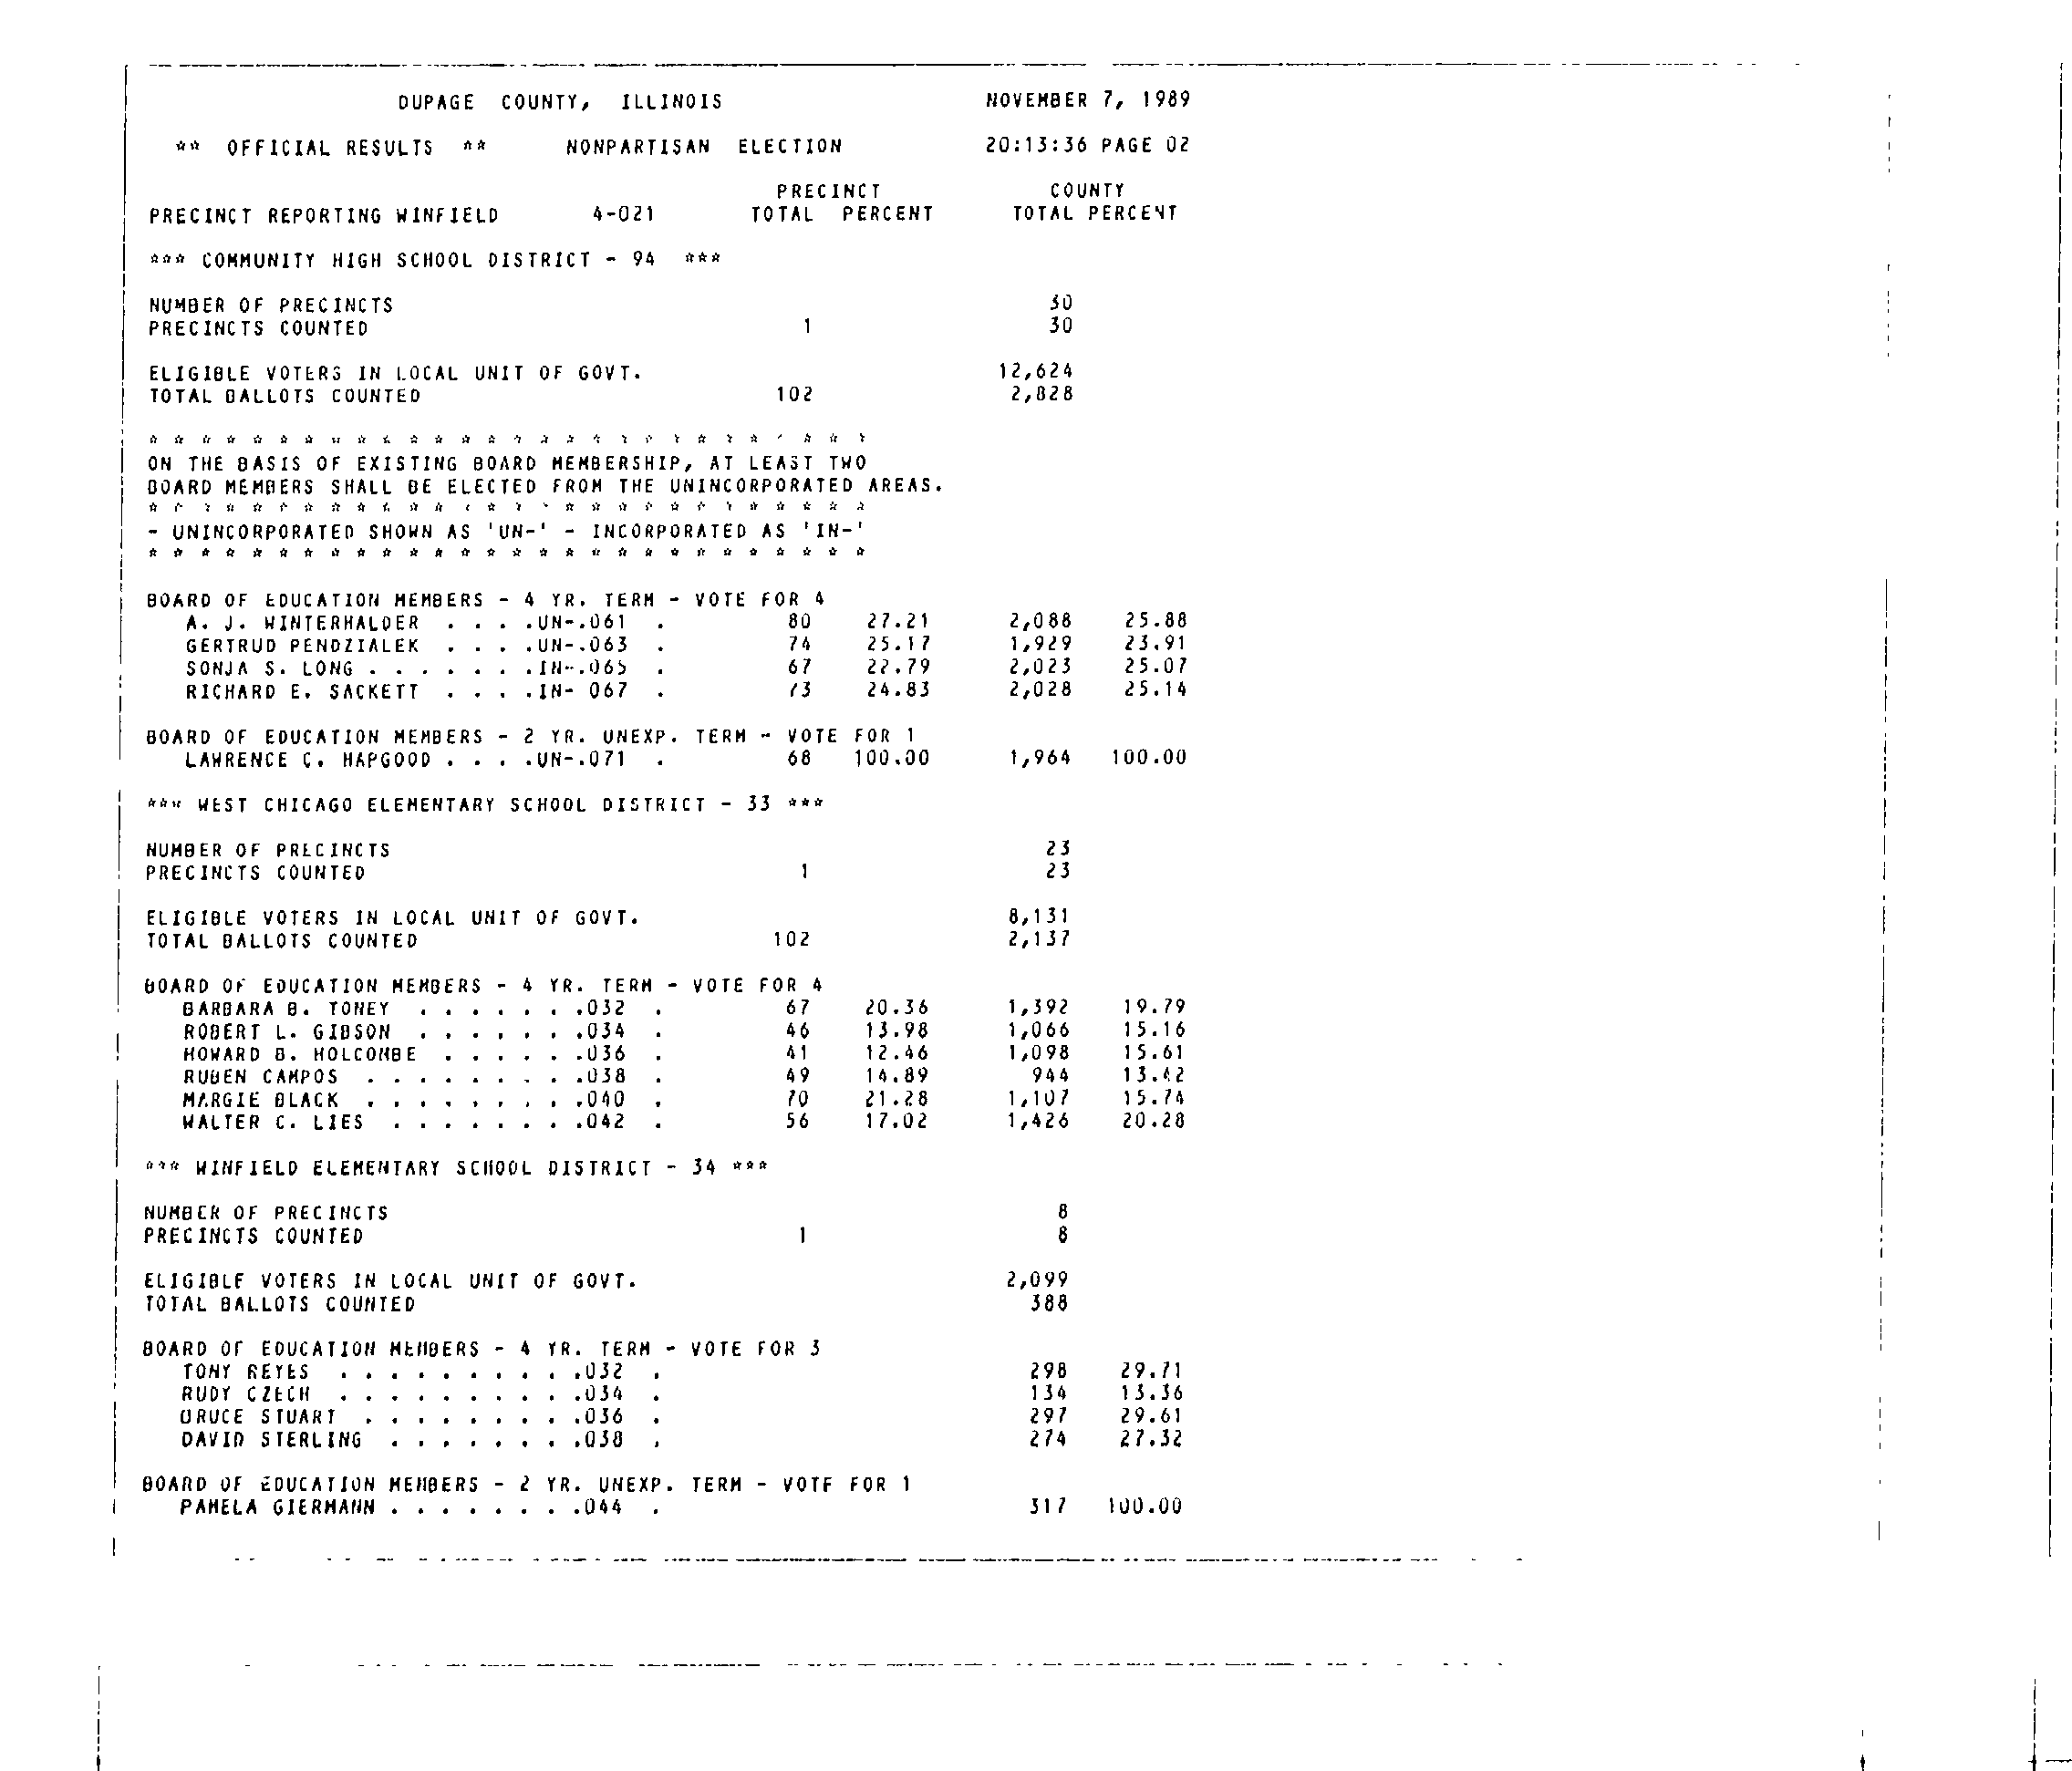 DUPAGE COUNTY, ILLINOIS NOVEMBER 7, 1989
** OFFICIAL RESULTS ** NONPARTISAN ELECTION 20:13:36 PAGE 02
PRECINCT COUNTY
PRECINCT REPORTING WINFIELD 4-021 TOTAL PERCENT TOTAL PERCENT
*** COMMUNITY HIGH SCHOOL DISTRICT - 94 ***
NUMBER OF PRECINCTS 30
PRECINCTS COUNTED 1 30
ELIGIBLE VOTERS IN LOCAL UNIT OF GOVT. 12,624
TOTAL BALLOTS COUNTED 102 2,828
* * * * * * * * * * * * * * * * * * * * * * * * * * * *
ON THE BASIS OF EXISTING BOARD MEMBERSHIP, AT LEAST TWO
BOARD MEMBERS SHALL BE ELECTED FROM THE UNINCORPORATED AREAS.
* * * * * * * * * * * * * * * * * * * * * * * * * * * *
- UNINCORPORATED SHOWN AS 'UN-' - INCORPORATED AS 'IN-'
* * * * * * * * * * * * * * * * * * * * * * * * * * * *
BOARD OF EDUCATION MEMBERS - 4 YR. TERM - VOTE FOR 4
A. J. WINTERHALDER . . . .UN-.061 . 80 27.21 2,088 25.88
GERTRUD PENDZIALEK . . . .UN-.063 . 74 25.17 1,929 23.91
SONJA S. LONG . . . . . . .IN-.065 . 67 22.79 2,023 25.07
RICHARD E. SACKETT . . . .IN- 067 . 73 24.83 2,028 25.14
BOARD OF EDUCATION MEMBERS - 2 YR. UNEXP. TERM - VOTE FOR 1
LAWRENCE C. HAPGOOD . . . .UN-.071 . 68 100.00 1,964 100.00
*** WEST CHICAGO ELEMENTARY SCHOOL DISTRICT - 33 ***
NUMBER OF PRECINCTS 23
PRECINCTS COUNTED 1 23
ELIGIBLE VOTERS IN LOCAL UNIT OF GOVT. 8,131
TOTAL BALLOTS COUNTED 102 2,137
BOARD OF EDUCATION MEMBERS - 4 YR. TERM - VOTE FOR 4
BARBARA B. TONEY . . . . . . .032 . 67 20.36 1,392 19.79
ROBERT L. GIBSON . . . . . . .034 . 46 13.98 1,066 15.16
HOWARD B. HOLCOMBE . . . . . .036 . 41 12.46 1,098 15.61
RUBEN CAMPOS . . . . . . . . .038 . 49 14.89 944 13.42
MARGIE BLACK . . . . . . . . .040 . 70 21.28 1,107 15.74
WALTER C. LIES . . . . . . . .042 . 56 17.02 1,426 20.28
*** WINFIELD ELEMENTARY SCHOOL DISTRICT - 34 ***
NUMBER OF PRECINCTS 8
PRECINCTS COUNTED 1 8
ELIGIBLE VOTERS IN LOCAL UNIT OF GOVT. 2,099
TOTAL BALLOTS COUNTED 388
BOARD OF EDUCATION MEMBERS - 4 YR. TERM - VOTE FOR 3
TONY REYES . . . . . . . . . .032 . 298 29.71
RUDY CZECH . . . . . . . . . .034 . 134 13.36
BRUCE STUART . . . . . . . . .036 . 297 29.61
DAVID STERLING . . . . . . . .038 . 274 27.32
BOARD OF EDUCATION MEMBERS - 2 YR. UNEXP. TERM - VOTE FOR 1
PAMELA GIERMANN . . . . . . . .044 . 317 100.00